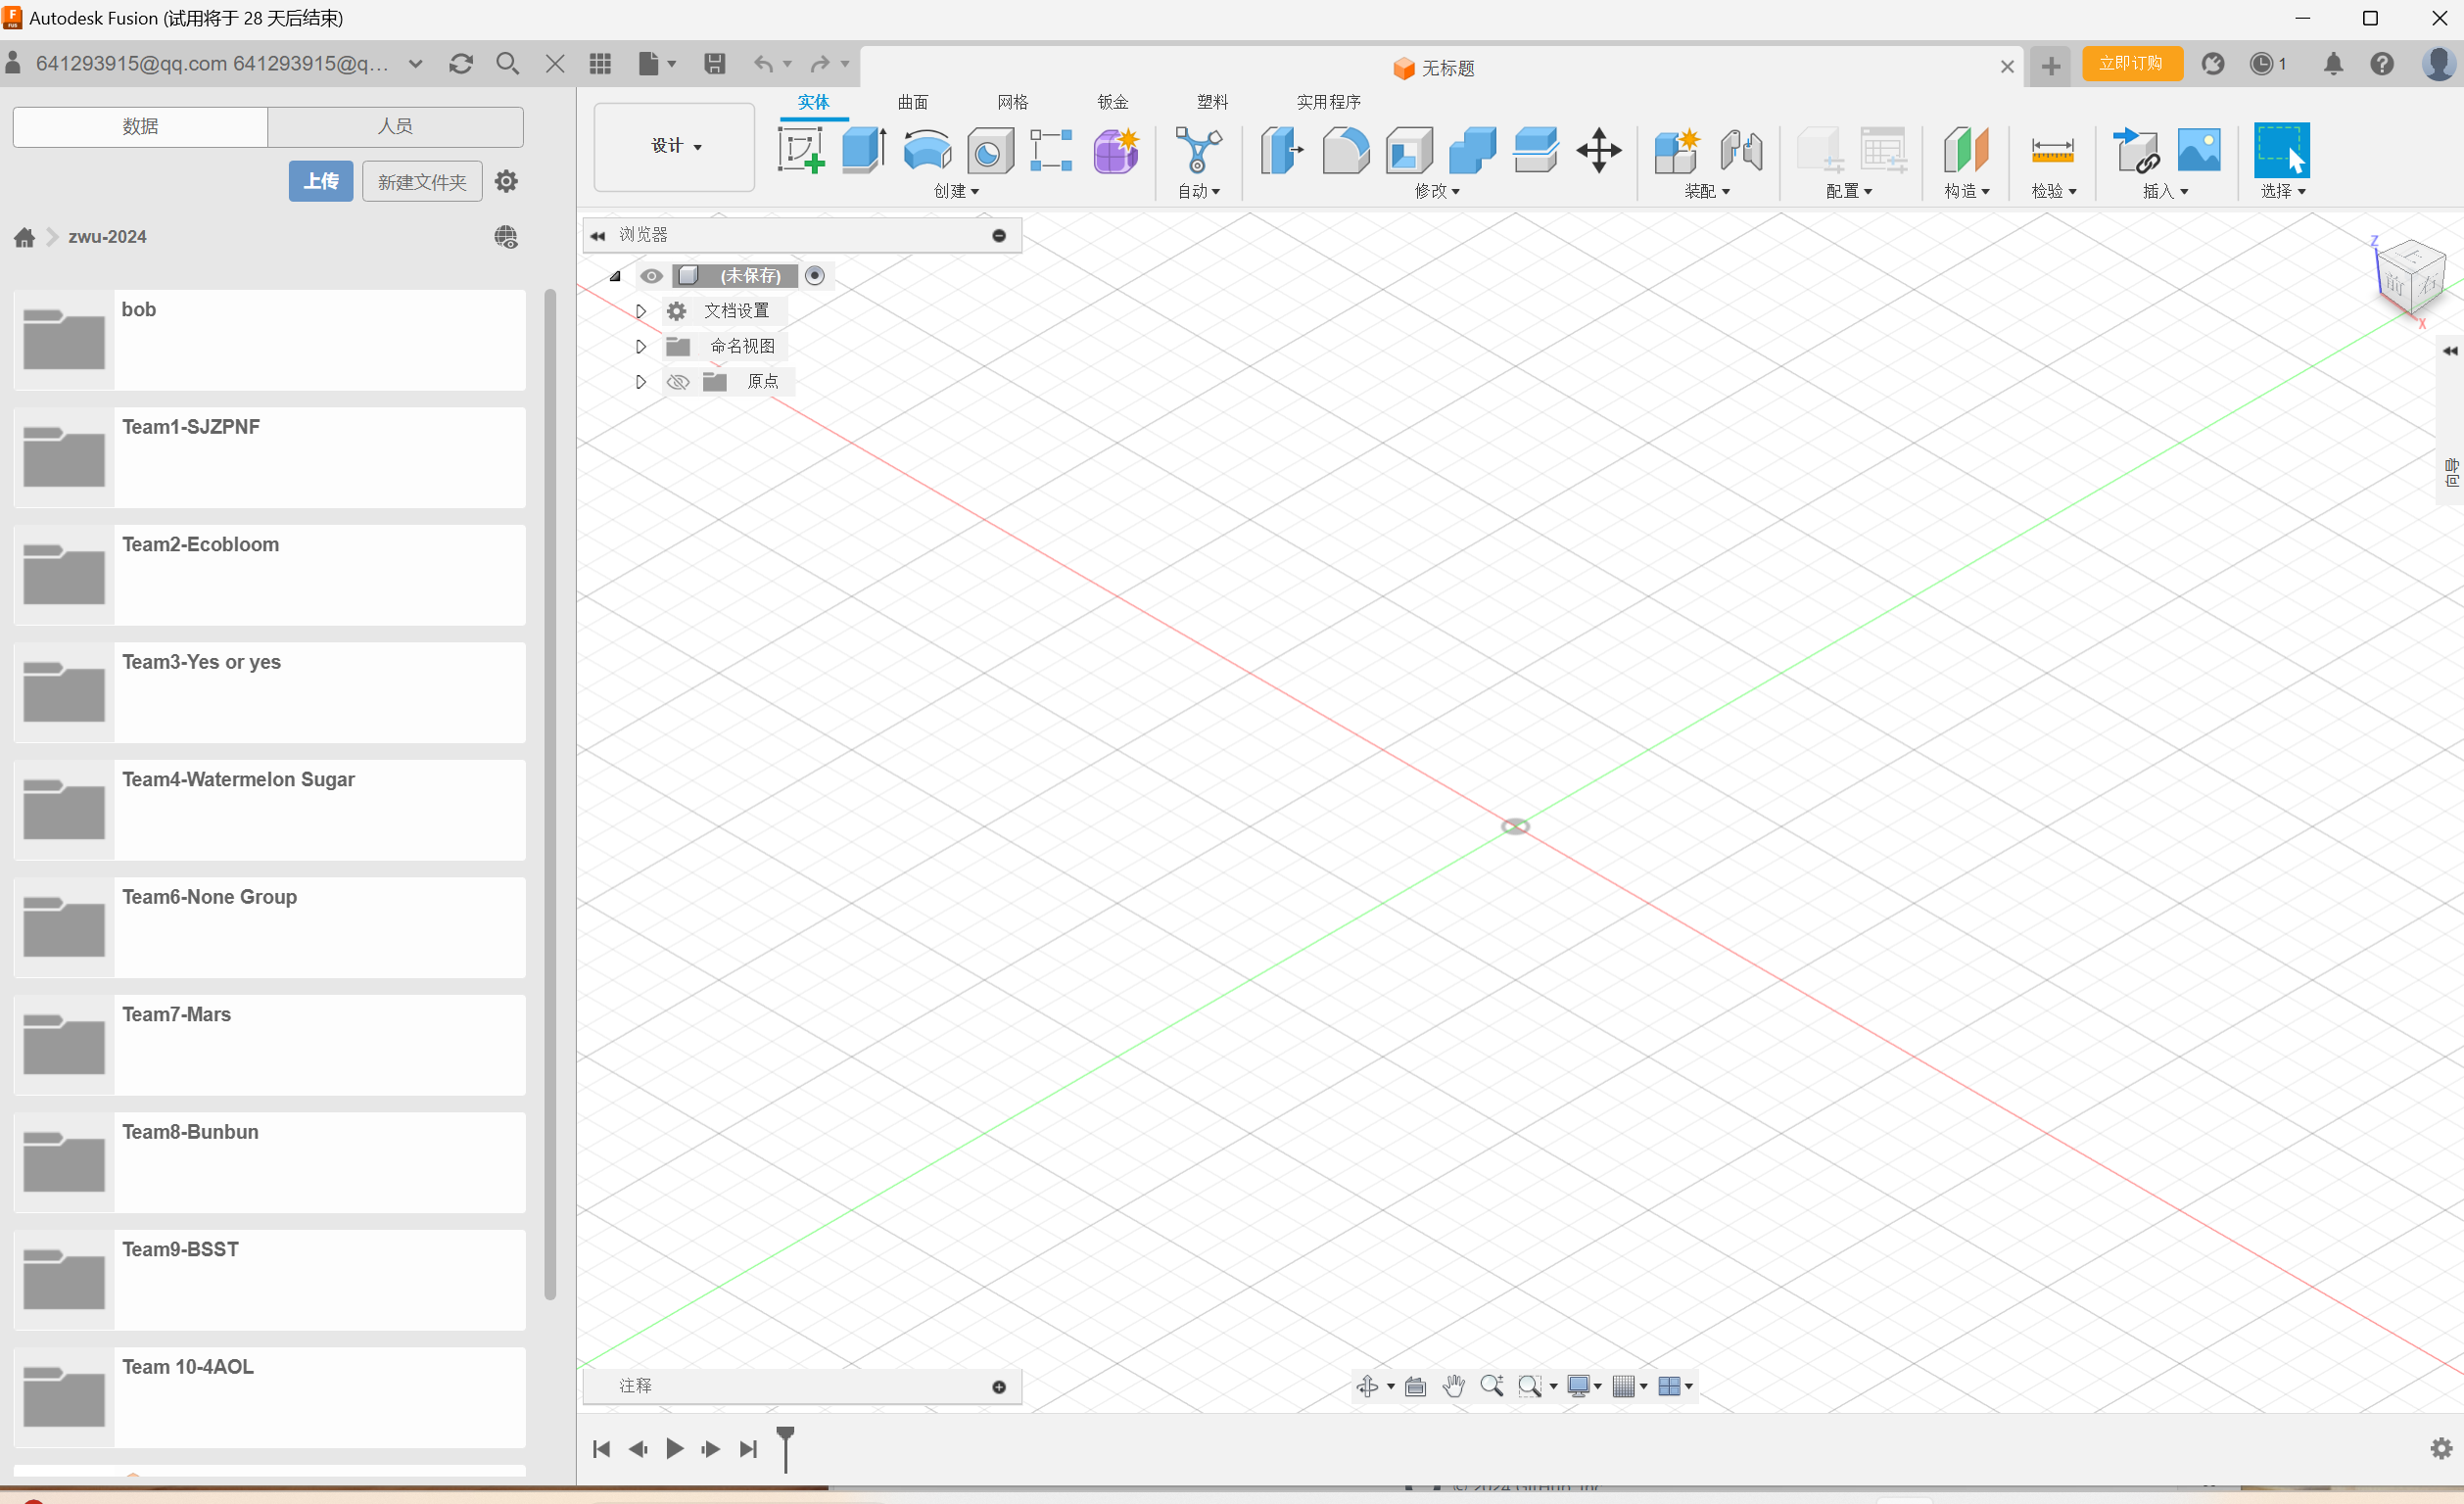 Autodesk Fusion (试用将于 28 天后结束)
641293915@qq.com 641293915@q...
无标题
立即订购
1
数据
人员
上传
新建文件夹
zwu-2024
bob
Team1-SJZPNF
Team2-Ecobloom
Team3-Yes or yes
Team4-Watermelon Sugar
Team6-None Group
Team7-Mars
Team8-Bunbun
Team9-BSST
Team 10-4AOL
设计
实体
曲面
网格
钣金
塑料
实用程序
创建
自动
修改
装配
配置
构造
检验
插入
选择
浏览器
(未保存)
文档设置
命名视图
原点
Z
上
前
右
X
向导
注释